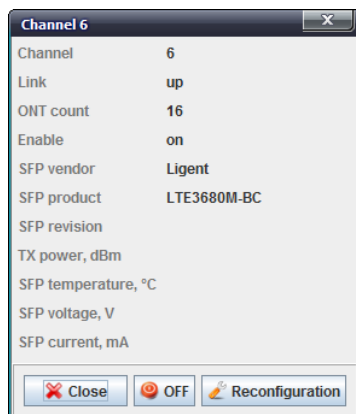 Channel 6
Channel 6
Link up
ONT count 16
Enable on
SFP vendor Ligent
SFP product LTE3680M-BC
SFP revision
TX power, dBm
SFP temperature, °C
SFP voltage, V
SFP current, mA
Close OFF Reconfiguration